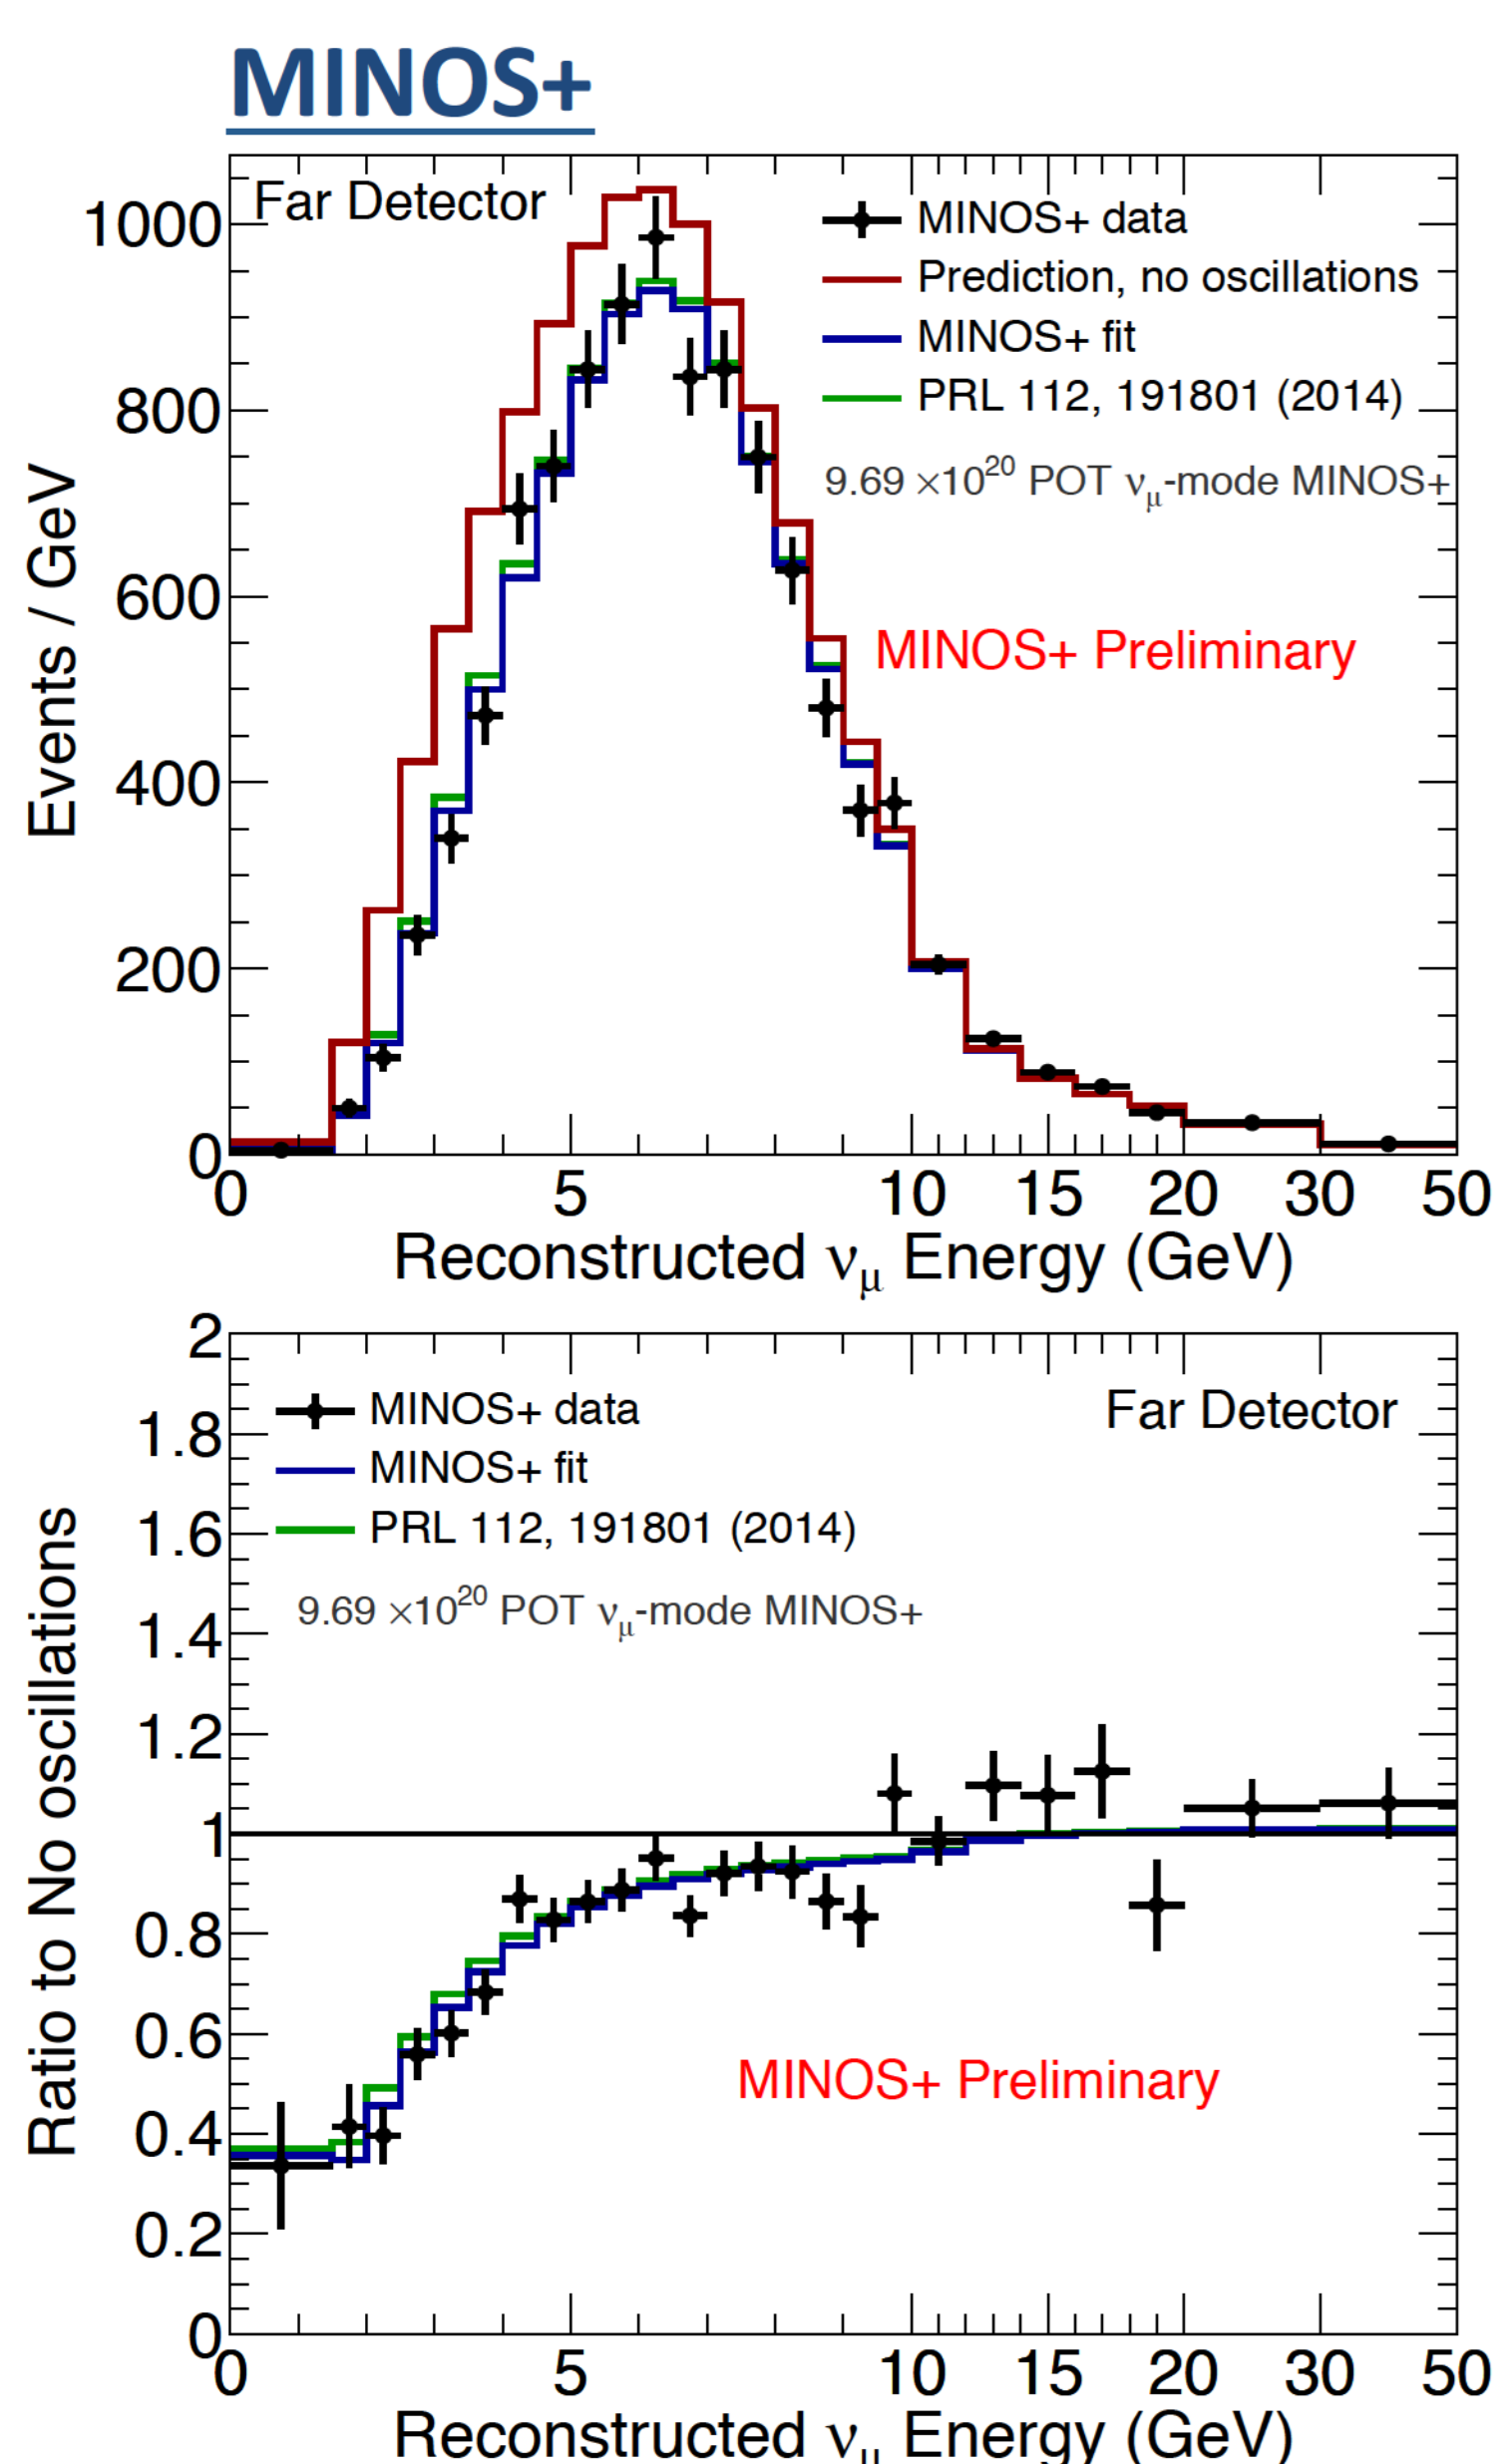 MINOS+
Far Detector
MINOS+ data
Prediction, no oscillations
MINOS+ fit
PRL 112, 191801 (2014)
9.69 ×10²⁰ POT νμ-mode MINOS+
MINOS+ Preliminary
Events / GeV
1000
800
600
400
200
0
0 5 10 15 20 30 50
Reconstructed νμ Energy (GeV)
MINOS+ data
Far Detector
MINOS+ fit
PRL 112, 191801 (2014)
9.69 ×10²⁰ POT νμ-mode MINOS+
MINOS+ Preliminary
Ratio to No oscillations
2
1.8
1.6
1.4
1.2
1
0.8
0.6
0.4
0.2
0
0 5 10 15 20 30 50
Reconstructed νμ Energy (GeV)